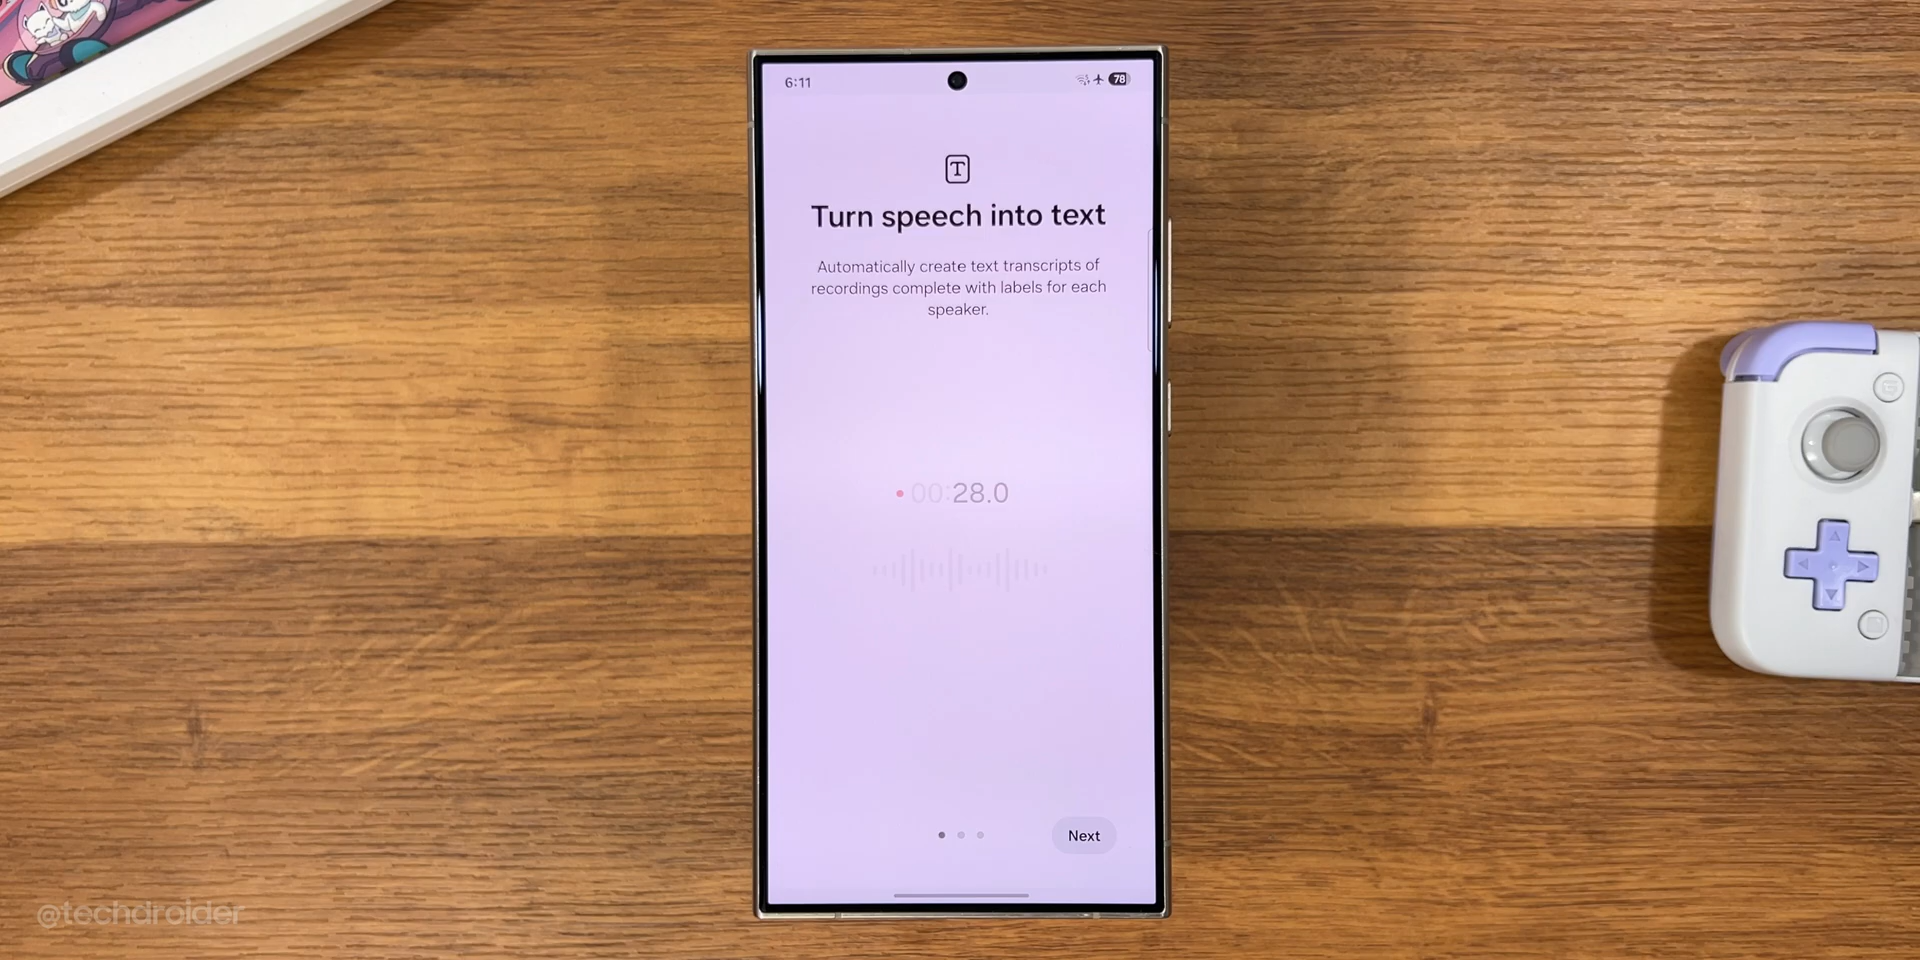 6:11
78
T
Turn speech into text
Automatically create text transcripts of
recordings complete with labels for each
speaker.
00:28.0
Next
@techdroider